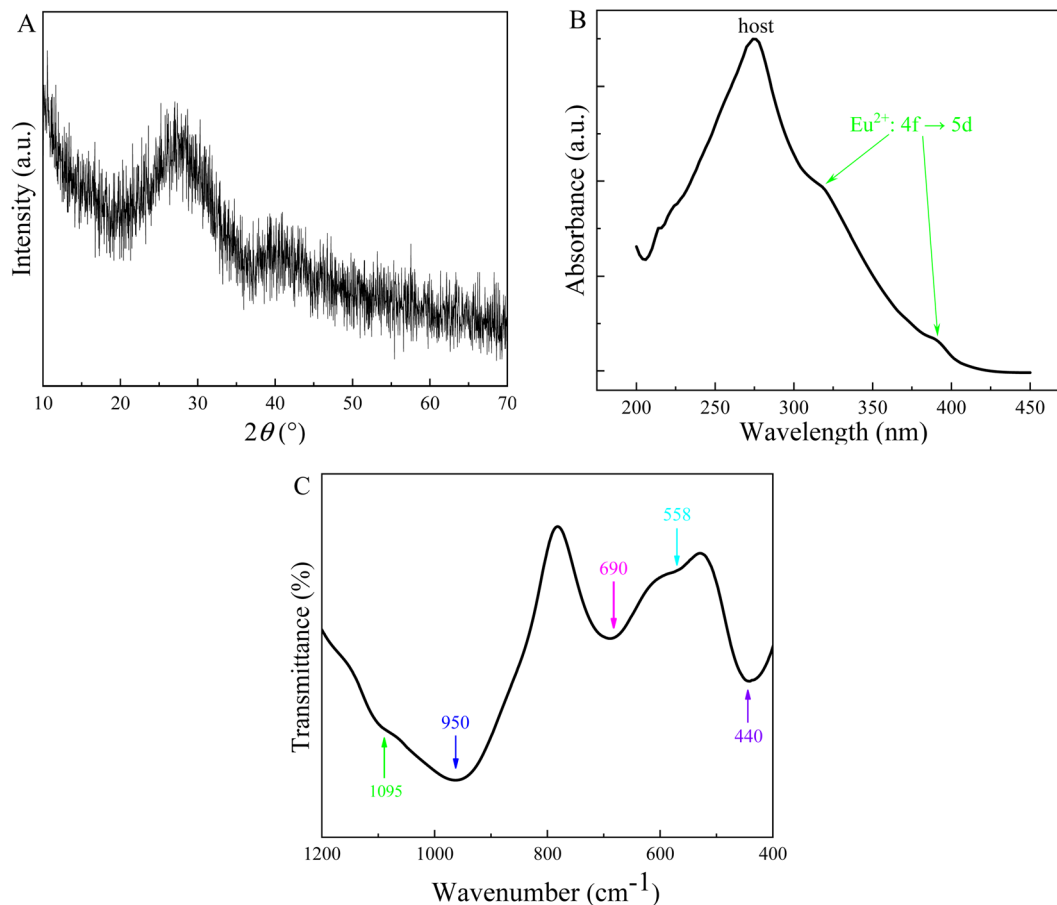 A
Intensity (a.u.)
10 20 30 40 50 60 70
2θ (°)
B
host
Eu²⁺: 4f → 5d
Absorbance (a.u.)
200 250 300 350 400 450
Wavelength (nm)
C
558
690
950
440
1095
Transmittance (%)
1200 1000 800 600 400
Wavenumber (cm⁻¹)